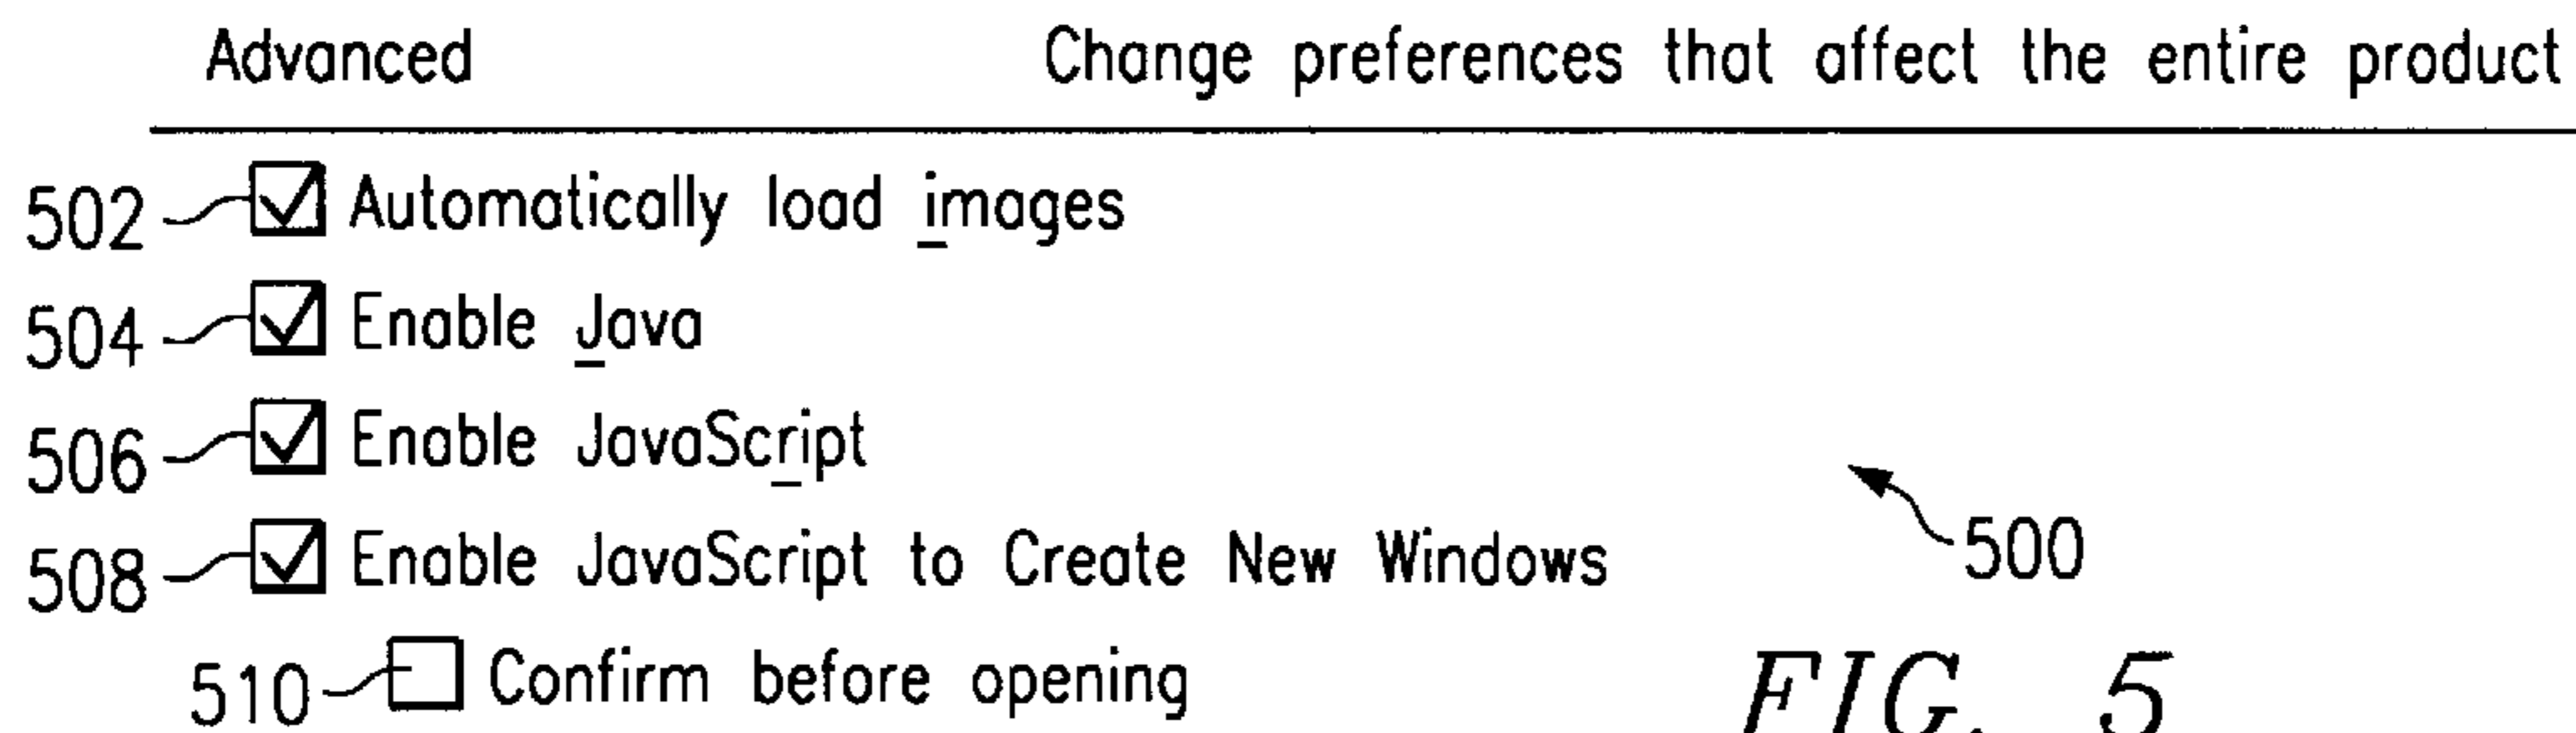 Advanced Change preferences that affect the entire product
502 Automatically load images
504 Enable Java
506 Enable JavaScript
508 Enable JavaScript to Create New Windows
500
510 Confirm before opening
FIG. 5